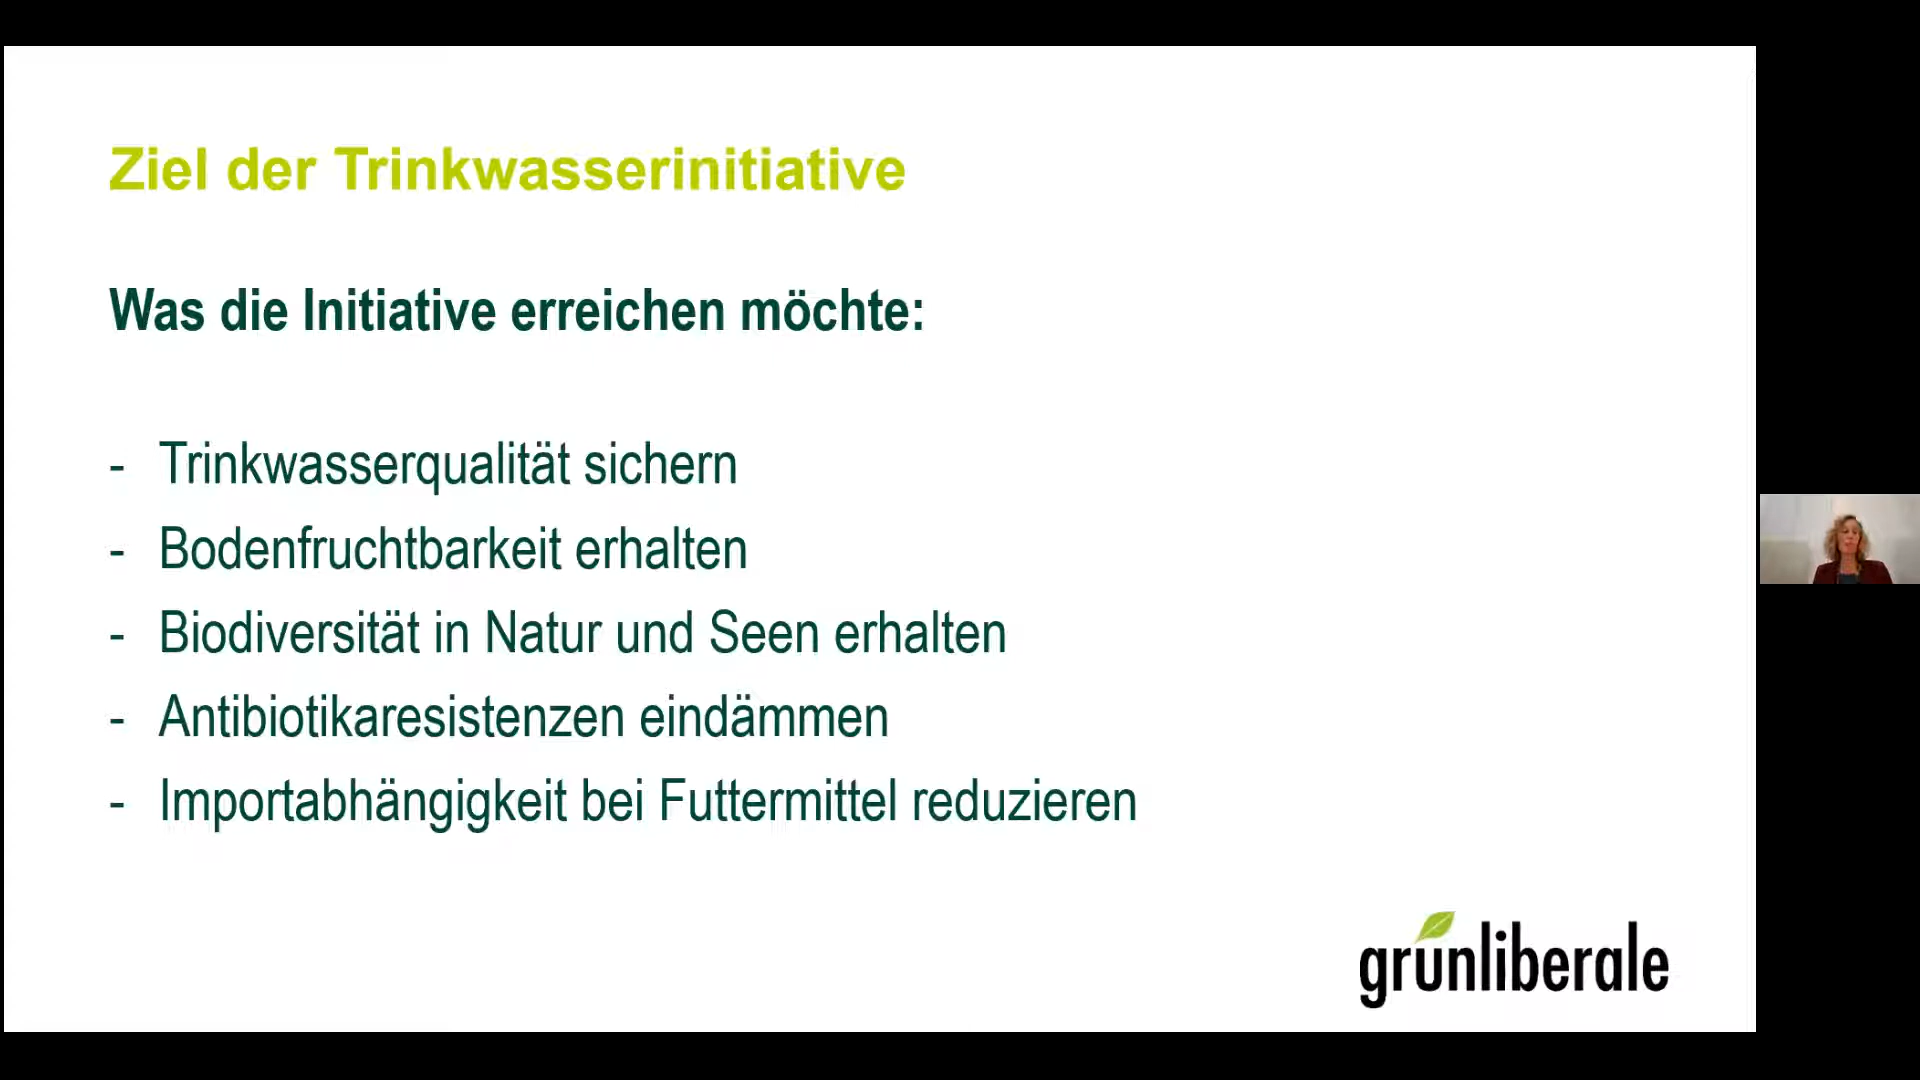 Ziel der Trinkwasserinitiative
Was die Initiative erreichen möchte:
- Trinkwasserqualität sichern
- Bodenfruchtbarkeit erhalten
- Biodiversität in Natur und Seen erhalten
- Antibiotikaresistenzen eindämmen
- Importabhängigkeit bei Futtermittel reduzieren
grünliberale